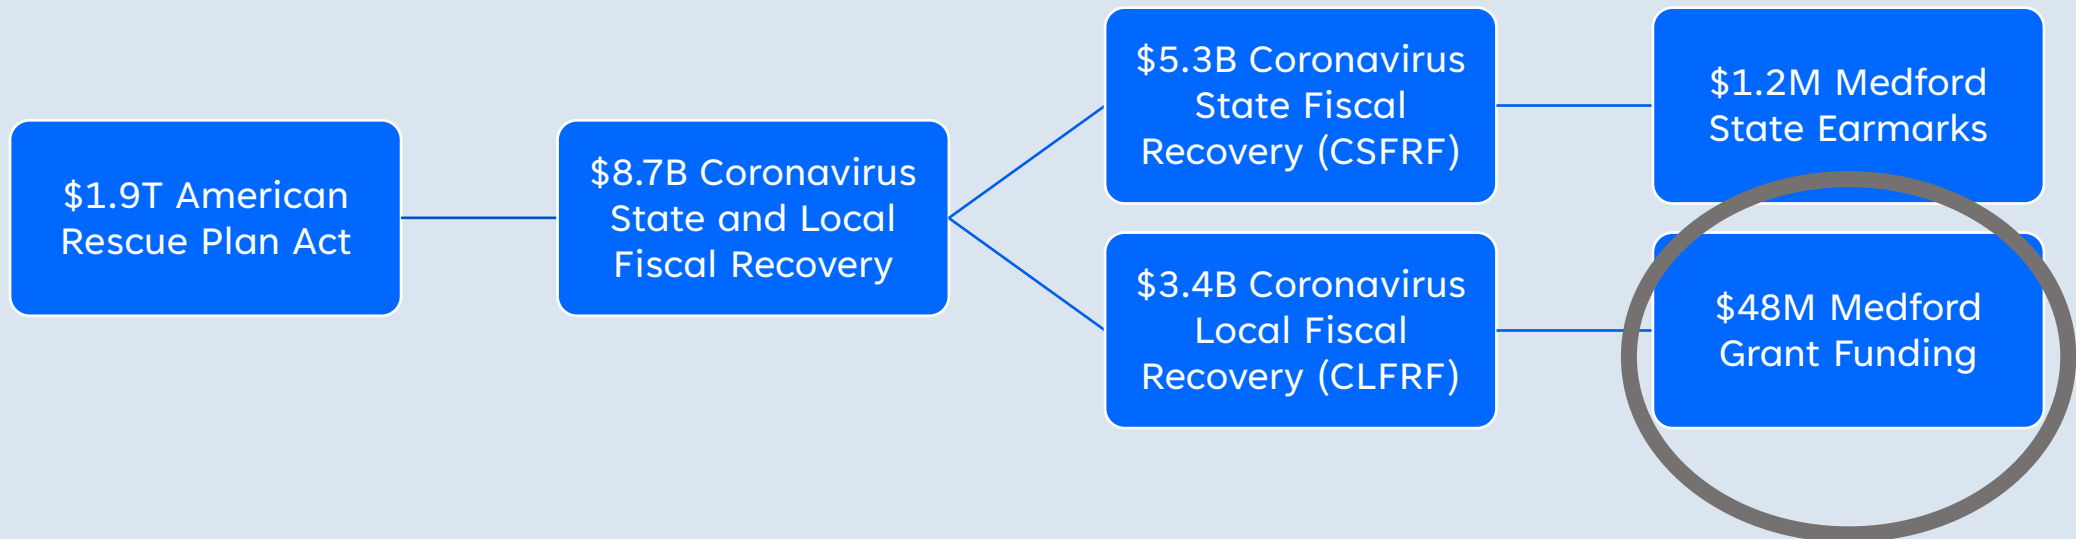 $1.9T American
Rescue Plan Act
$8.7B Coronavirus
State and Local
Fiscal Recovery
$5.3B Coronavirus
State Fiscal
Recovery (CSFRF)
$1.2M Medford
State Earmarks
$3.4B Coronavirus
Local Fiscal
Recovery (CLFRF)
$48M Medford
Grant Funding